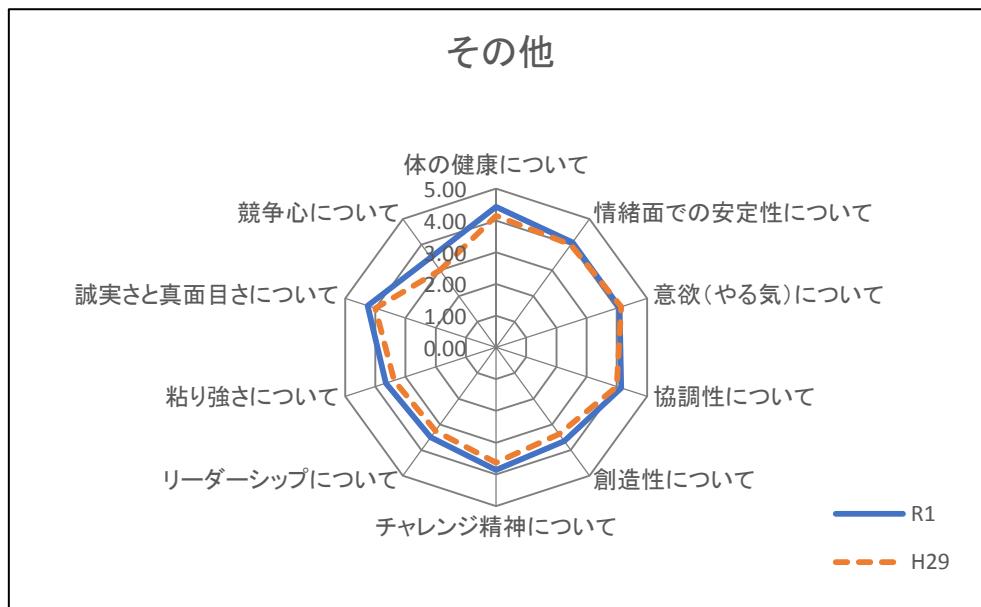 その他
体の健康について
情緒面での安定性について
意欲(やる気)について
協調性について
創造性について
チャレンジ精神について
リーダーシップについて
粘り強さについて
誠実さと真面目さについて
競争心について
5.00
4.00
3.00
2.00
1.00
0.00
R1
H29